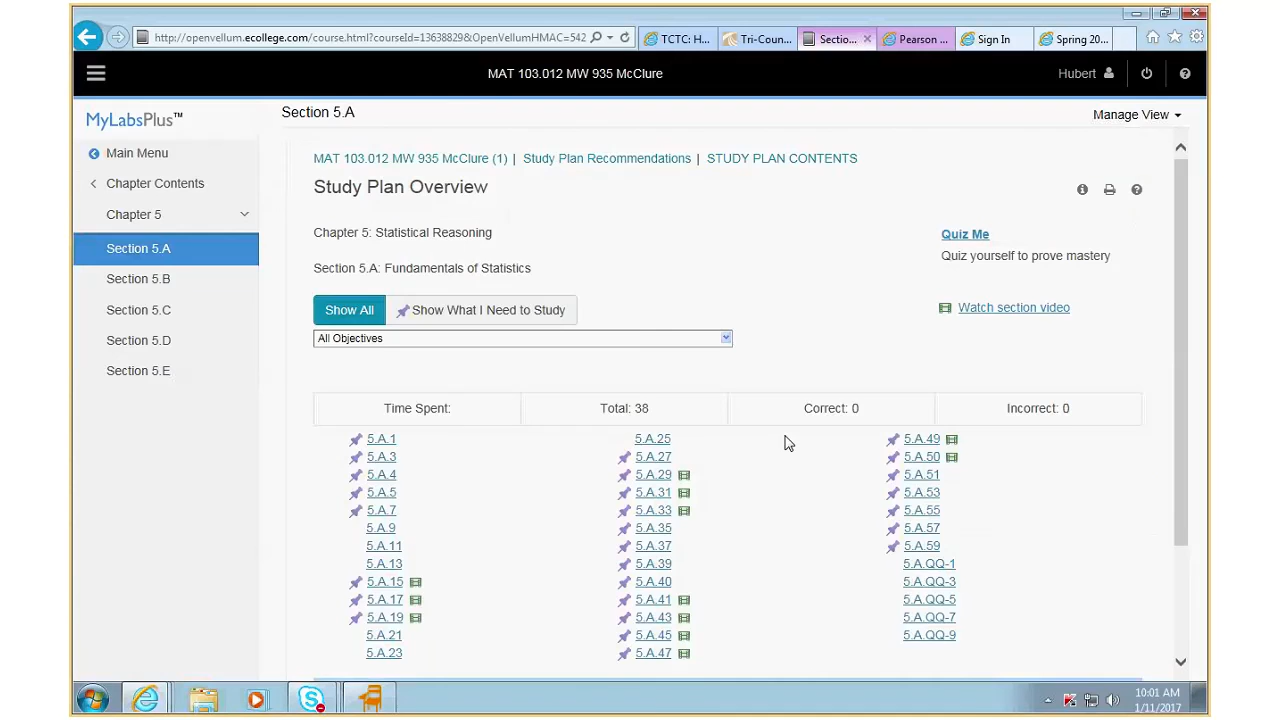 http://openvellum.ecollege.com/course.html?courseId=13638829&OpenVellumHMAC=542
TCTC: H...
Tri-Coun...
Sectio...
Pearson ...
Sign In
Spring 20...
MAT 103.012 MW 935 McClure
Hubert
MyLabsPlus™
Section 5.A
Manage View
Main Menu
Chapter Contents
Chapter 5
Section 5.A
Section 5.B
Section 5.C
Section 5.D
Section 5.E
MAT 103.012 MW 935 McClure (1) | Study Plan Recommendations | STUDY PLAN CONTENTS
Study Plan Overview
Chapter 5: Statistical Reasoning
Section 5.A: Fundamentals of Statistics
Quiz Me
Quiz yourself to prove mastery
Show All
Show What I Need to Study
Watch section video
All Objectives
Time Spent: Total: 38 Correct: 0 Incorrect: 0
5.A.1
5.A.3
5.A.4
5.A.5
5.A.7
5.A.9
5.A.11
5.A.13
5.A.15
5.A.17
5.A.19
5.A.21
5.A.23
5.A.25
5.A.27
5.A.29
5.A.31
5.A.33
5.A.35
5.A.37
5.A.39
5.A.40
5.A.41
5.A.43
5.A.45
5.A.47
5.A.49
5.A.50
5.A.51
5.A.53
5.A.55
5.A.57
5.A.59
5.A.QQ-1
5.A.QQ-3
5.A.QQ-5
5.A.QQ-7
5.A.QQ-9
10:01 AM
1/11/2017